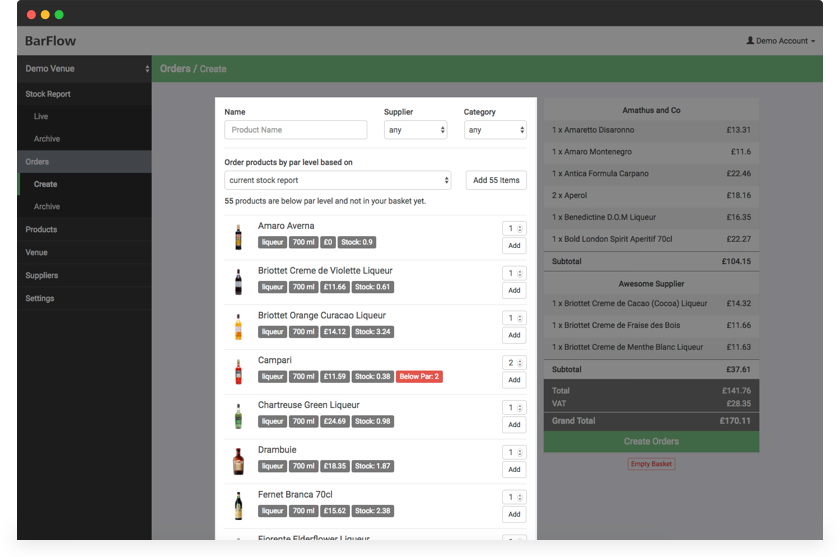 BarFlow
Demo Account
Demo Venue
Orders / Create
Stock Report
Live
Archive
Orders
Create
Archive
Products
Venue
Suppliers
Settings
Name Supplier Category
Product Name any any
Order products by par level based on
current stock report Add 55 Items
55 products are below par level and not in your basket yet.
Amaro Averna 1
liqueur 700 ml £0 Stock: 0.9 Add
Briottet Creme de Violette Liqueur 1
liqueur 700 ml £11.66 Stock: 0.61 Add
Briottet Orange Curacao Liqueur 1
liqueur 700 ml £14.12 Stock: 3.24 Add
Campari 2
liqueur 700 ml £11.59 Stock: 0.38 Below Par: 2 Add
Chartreuse Green Liqueur 1
liqueur 700 ml £24.69 Stock: 0.98 Add
Drambuie 1
liqueur 700 ml £18.35 Stock: 1.87 Add
Fernet Branca 70cl 1
liqueur 700 ml £15.62 Stock: 2.38 Add
Fiorente Elderflower Liqueur
Amathus and Co
1 x Amaretto Disaronno £13.31
1 x Amaro Montenegro £11.6
1 x Antica Formula Carpano £22.46
2 x Aperol £18.16
1 x Benedictine D.O.M Liqueur £16.35
1 x Bold London Spirit Aperitif 70cl £22.27
Subtotal £104.15
Awesome Supplier
1 x Briottet Creme de Cacao (Cocoa) Liqueur £14.32
1 x Briottet Creme de Fraise des Bois £11.66
1 x Briottet Creme de Menthe Blanc Liqueur £11.63
Subtotal £37.61
Total £141.76
VAT £28.35
Grand Total £170.11
Create Orders
Empty Basket